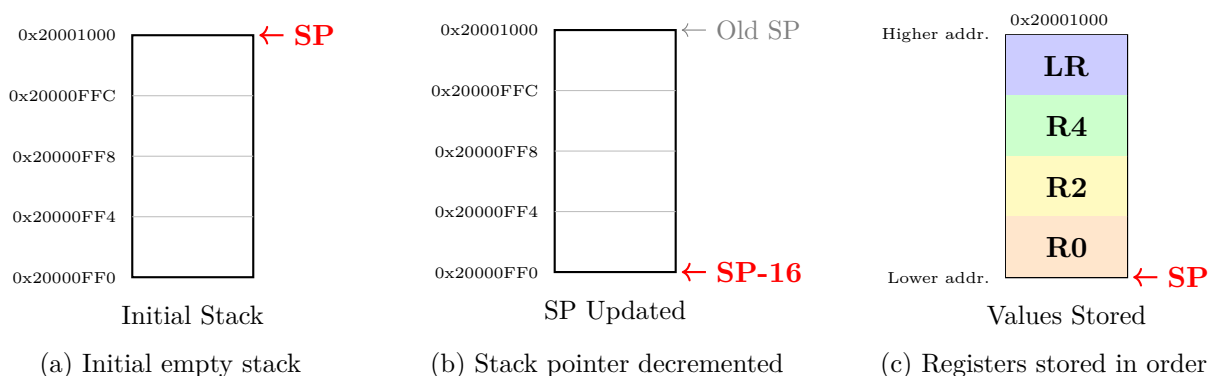 0x20001000
← SP
0x20000FFC
0x20000FF8
0x20000FF4
0x20000FF0
Initial Stack
(a) Initial empty stack
0x20001000
← Old SP
0x20000FFC
0x20000FF8
0x20000FF4
0x20000FF0
← SP-16
SP Updated
(b) Stack pointer decremented
0x20001000
Higher addr.
LR
R4
R2
R0
Lower addr.
← SP
Values Stored
(c) Registers stored in order